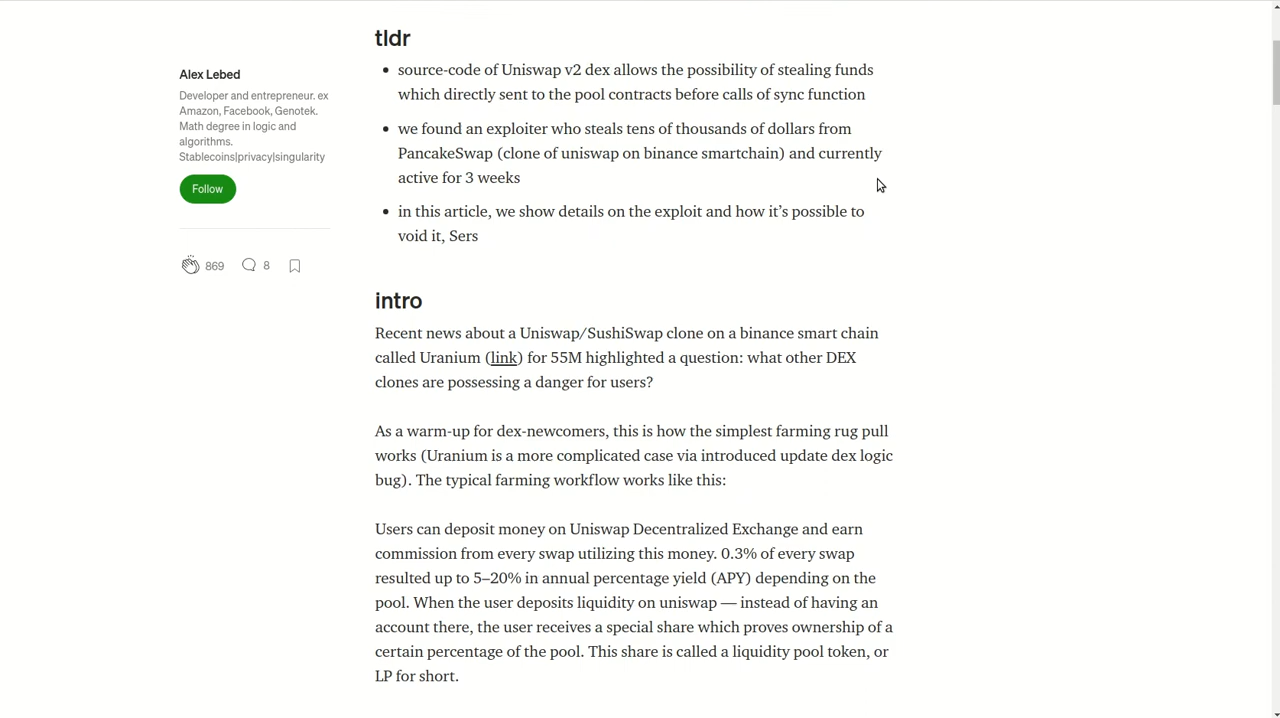 tldr
Alex Lebed
Developer and entrepreneur. ex
Amazon, Facebook, Genotek.
Math degree in logic and
algorithms.
Stablecoins|privacy|singularity
Follow
869
8
source-code of Uniswap v2 dex allows the possibility of stealing funds
which directly sent to the pool contracts before calls of sync function
we found an exploiter who steals tens of thousands of dollars from
PancakeSwap (clone of uniswap on binance smartchain) and currently
active for 3 weeks
in this article, we show details on the exploit and how it’s possible to
void it, Sers
intro
Recent news about a Uniswap/SushiSwap clone on a binance smart chain
called Uranium (link) for 55M highlighted a question: what other DEX
clones are possessing a danger for users?
As a warm-up for dex-newcomers, this is how the simplest farming rug pull
works (Uranium is a more complicated case via introduced update dex logic
bug). The typical farming workflow works like this:
Users can deposit money on Uniswap Decentralized Exchange and earn
commission from every swap utilizing this money. 0.3% of every swap
resulted up to 5–20% in annual percentage yield (APY) depending on the
pool. When the user deposits liquidity on uniswap — instead of having an
account there, the user receives a special share which proves ownership of a
certain percentage of the pool. This share is called a liquidity pool token, or
LP for short.